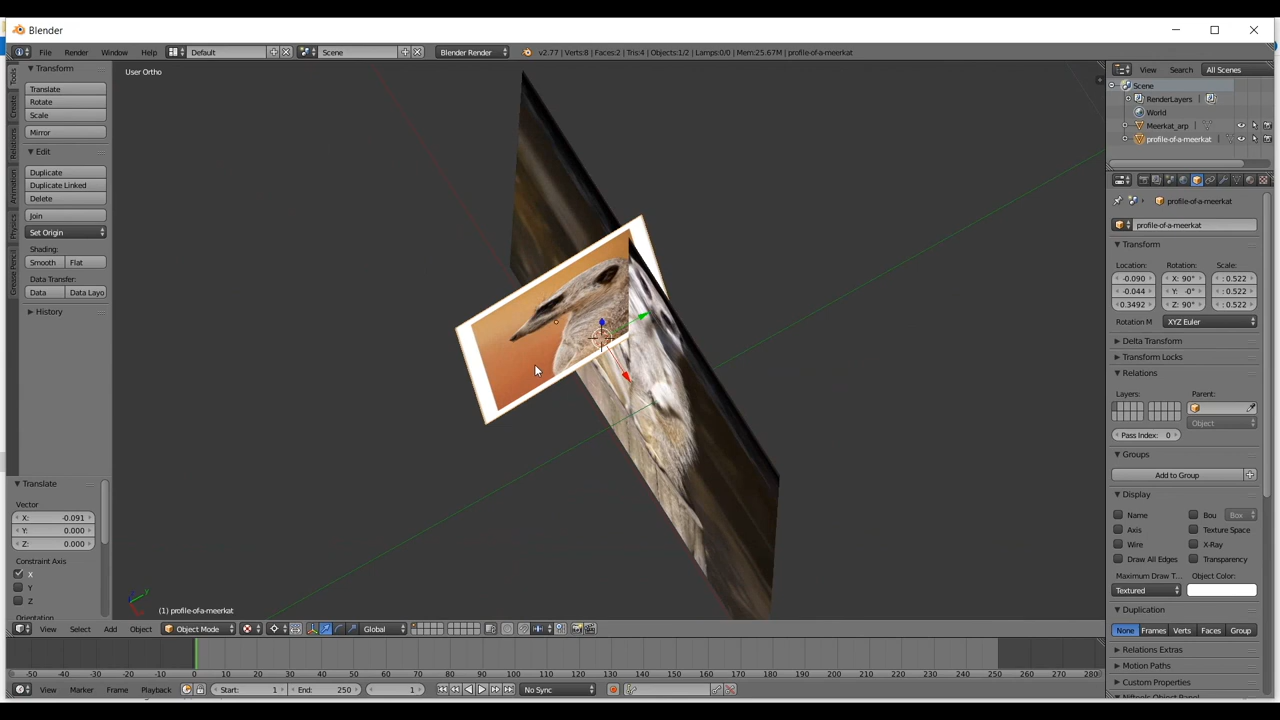 Blender
File Render Window Help Default Scene Blender Render v2.77 | Verts:8 | Faces:2 | Tris:4 | Objects:1/2 | Lamps:0/0 | Mem:25.67M | profile-of-a-meerkat
View Search All Scenes
Tools
Create
Relations
Animation
Physics
Grease Pencil
Transform
Translate
Rotate
Scale
Mirror
Edit
Duplicate
Duplicate Linked
Delete
Join
Set Origin
Shading:
Smooth Flat
Data Transfer:
Data Data Layo
History
Translate
Vector
X: -0.091
Y: 0.000
Z: 0.000
Constraint Axis
X
Y
Z
Orientation
User Ortho
(1) profile-of-a-meerkat
View Select Add Object Object Mode Global
Scene
RenderLayers
World
Meerkat_arp
profile-of-a-meerkat
profile-of-a-meerkat
profile-of-a-meerkat
Transform
Location: Rotation: Scale:
-0.090 X: 90° : 0.522
-0.044 Y: -0° : 0.522
0.3492 Z: 90° : 0.522
Rotation M XYZ Euler
Delta Transform
Transform Locks
Relations
Layers: Parent:
Object
Pass Index: 0
Groups
Add to Group
Display
Name Bou Box
Axis Texture Space
Wire X-Ray
Draw All Edges Transparency
Maximum Draw T... Object Color:
Textured
Duplication
None Frames Verts Faces Group
Relations Extras
Motion Paths
Custom Properties
-50 -40 -30 -20 -10 0 10 20 30 40 50 60 70 80 90 100 110 120 130 140 150 160 170 180 190 200 210 220 230 240 250 260 270 280
View Marker Frame Playback Start: 1 End: 250 1 No Sync